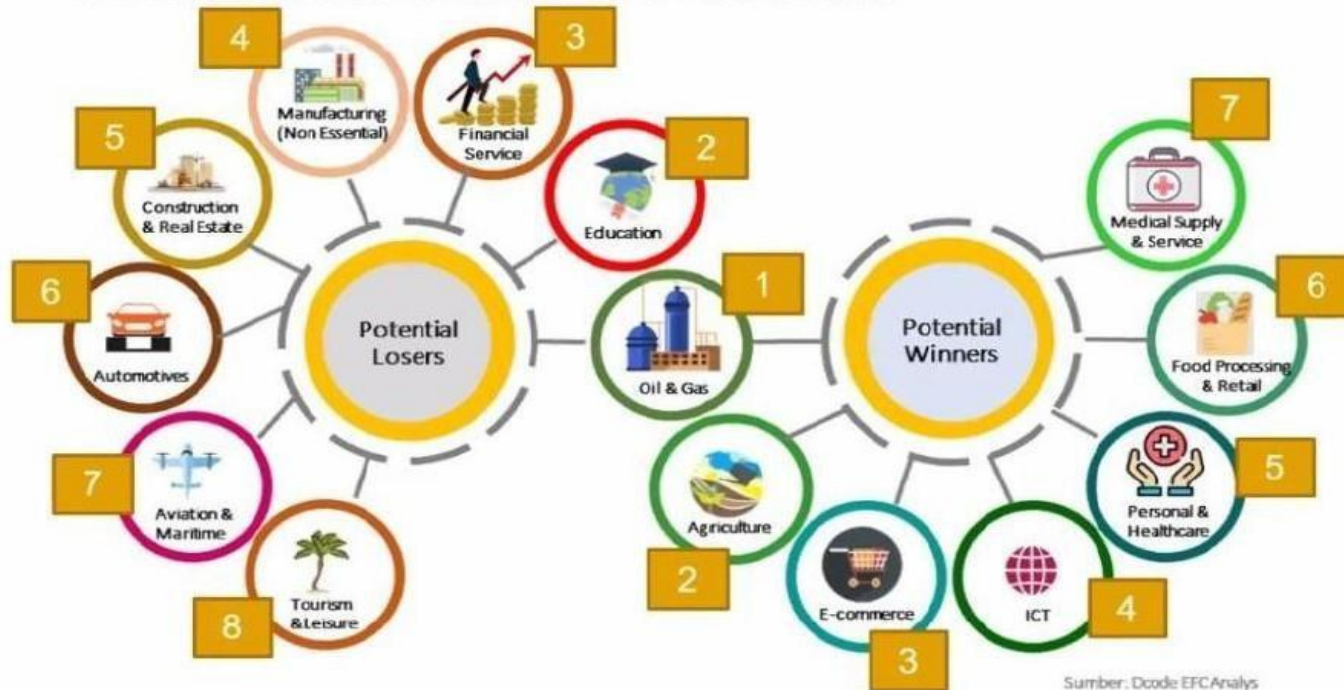 4
Manufacturing
(Non Essential)
3
Financial
Service
5
Construction
& Real Estate
2
Education
6
Automotives
Potential
Losers
1
Oil & Gas
7
Aviation &
Maritime
8
Tourism
& Leisure
Potential
Winners
7
Medical Supply
& Service
6
Food Processing
& Retail
5
Personal &
Healthcare
2
Agiriculture
3
E-commerce
4
ICT
Sumber: Dcode EFC Analys